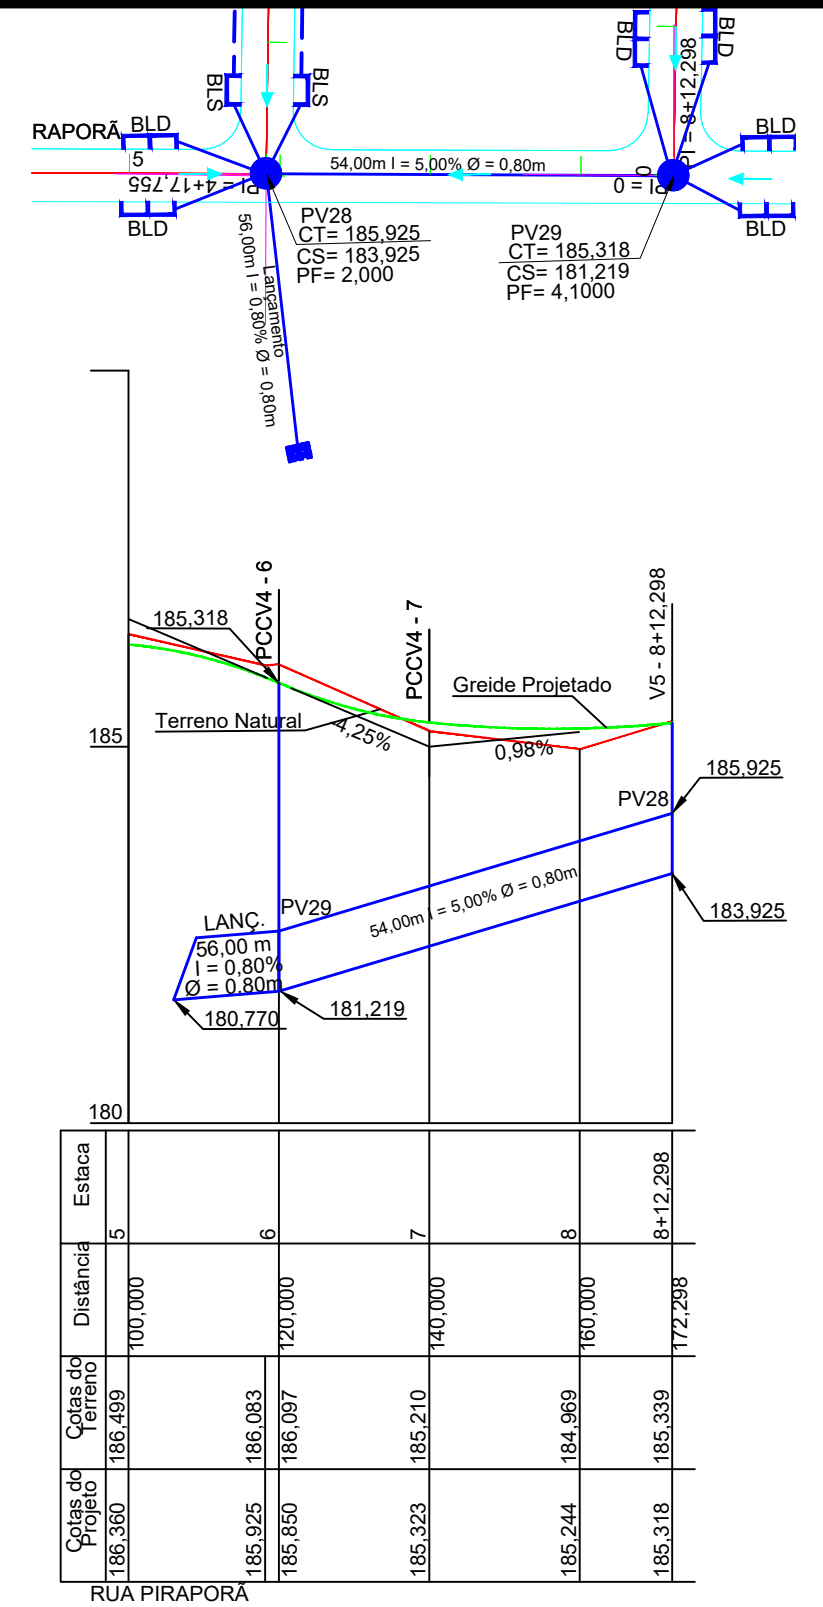 BLS
BLS
BLD
BLD
RAPORÃ
BLD
BLD
5
PI = 4+17,755
54,00m I = 5,00% Ø = 0,80m
PI = 8+12,298
PI = 0
0
BLD
BLD
PV28
CT= 185,925
CS= 183,925
PF= 2,000
PV29
CT= 185,318
CS= 181,219
PF= 4,1000
Lançamento
56,00m I = 0,80% Ø = 0,80m
185,318
PCCV4 - 6
PCCV4 - 7
V5 - 8+12,298
Greide Projetado
Terreno Natural
-4,25%
0,98%
185
185,925
PV28
54,00m I = 5,00% Ø = 0,80m
183,925
PV29
LANÇ.
56,00 m
I = 0,80%
Ø = 0,80m
180,770
181,219
180
Estaca
5
6
7
8
8+12,298
Distância
100,000
120,000
140,000
160,000
172,298
Cotas do
Terreno
186,499
186,083
186,097
185,210
184,969
185,339
Cotas do
Projeto
186,360
185,925
185,850
185,323
185,244
185,318
RUA PIRAPORÃ